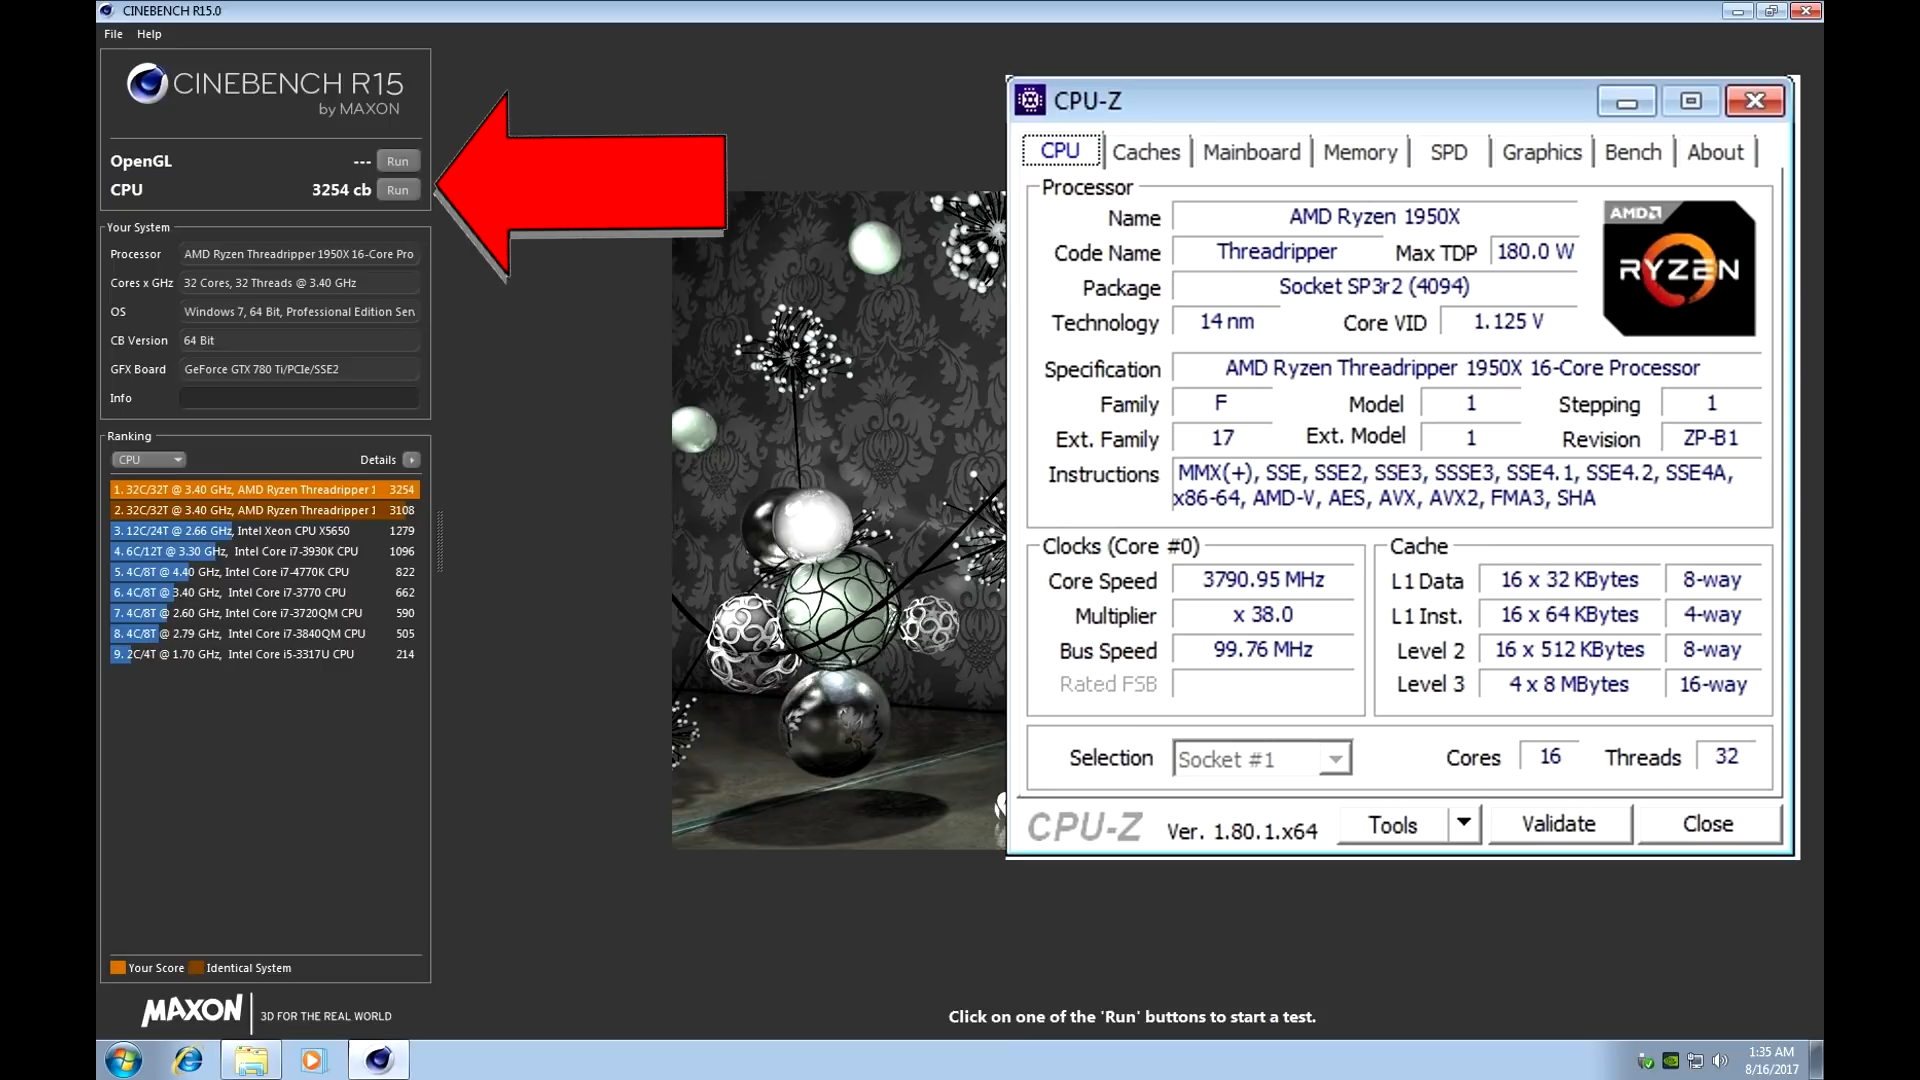 CINEBENCH R15.0
File Help
CINEBENCH R15
by MAXON
OpenGL --- Run
CPU 3254 cb Run
Your System
Processor AMD Ryzen Threadripper 1950X 16-Core Pro
Cores x GHz 32 Cores, 32 Threads @ 3.40 GHz
OS Windows 7, 64 Bit, Professional Edition Serv
CB Version 64 Bit
GFX Board GeForce GTX 780 Ti/PCIe/SSE2
Info
Ranking
CPU Details
1. 32C/32T @ 3.40 GHz, AMD Ryzen Threadripper 1 3254
2. 32C/32T @ 3.40 GHz, AMD Ryzen Threadripper 1 3108
3. 12C/24T @ 2.66 GHz, Intel Xeon CPU X5650 1279
4. 6C/12T @ 3.30 GHz, Intel Core i7-3930K CPU 1096
5. 4C/8T @ 4.40 GHz, Intel Core i7-4770K CPU 822
6. 4C/8T @ 3.40 GHz, Intel Core i7-3770 CPU 662
7. 4C/8T @ 2.60 GHz, Intel Core i7-3720QM CPU 590
8. 4C/8T @ 2.79 GHz, Intel Core i7-3840QM CPU 505
9. 2C/4T @ 1.70 GHz, Intel Core i5-3317U CPU 214
Your Score Identical System
MAXON 3D FOR THE REAL WORLD
Click on one of the 'Run' buttons to start a test.
CPU-Z
CPU Caches Mainboard Memory SPD Graphics Bench About
Processor
Name AMD Ryzen 1950X
Code Name Threadripper Max TDP 180.0 W
Package Socket SP3r2 (4094)
Technology 14 nm Core VID 1.125 V
AMD
RYZEN
Specification AMD Ryzen Threadripper 1950X 16-Core Processor
Family F Model 1 Stepping 1
Ext. Family 17 Ext. Model 1 Revision ZP-B1
Instructions MMX(+), SSE, SSE2, SSE3, SSSE3, SSE4.1, SSE4.2, SSE4A,
x86-64, AMD-V, AES, AVX, AVX2, FMA3, SHA
Clocks (Core #0)
Core Speed 3790.95 MHz
Multiplier x 38.0
Bus Speed 99.76 MHz
Rated FSB
Cache
L1 Data 16 x 32 KBytes 8-way
L1 Inst. 16 x 64 KBytes 4-way
Level 2 16 x 512 KBytes 8-way
Level 3 4 x 8 MBytes 16-way
Selection Socket #1 Cores 16 Threads 32
CPU-Z Ver. 1.80.1.x64 Tools Validate Close
1:35 AM
8/16/2017